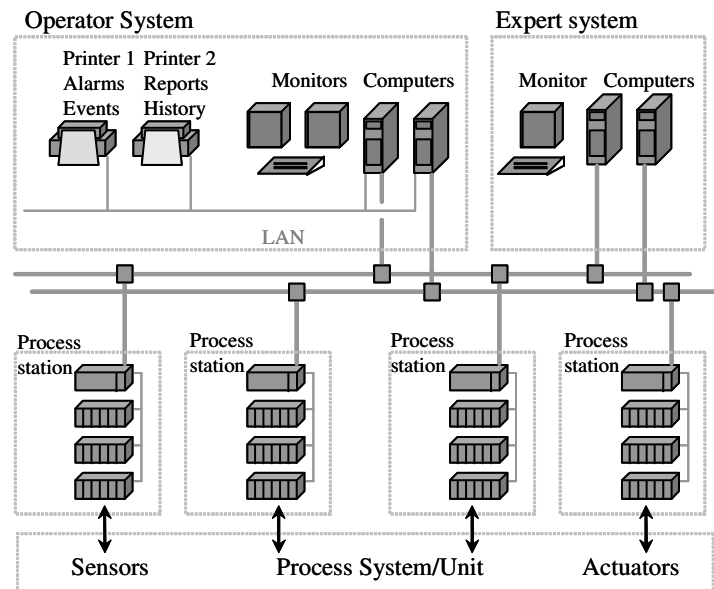 Operator System
Expert system
Printer 1
Alarms
Events
Printer 2
Reports
History
Monitors
Computers
Monitor
Computers
LAN
Process
station
Process
station
Process
station
Process
station
Sensors
Process System/Unit
Actuators